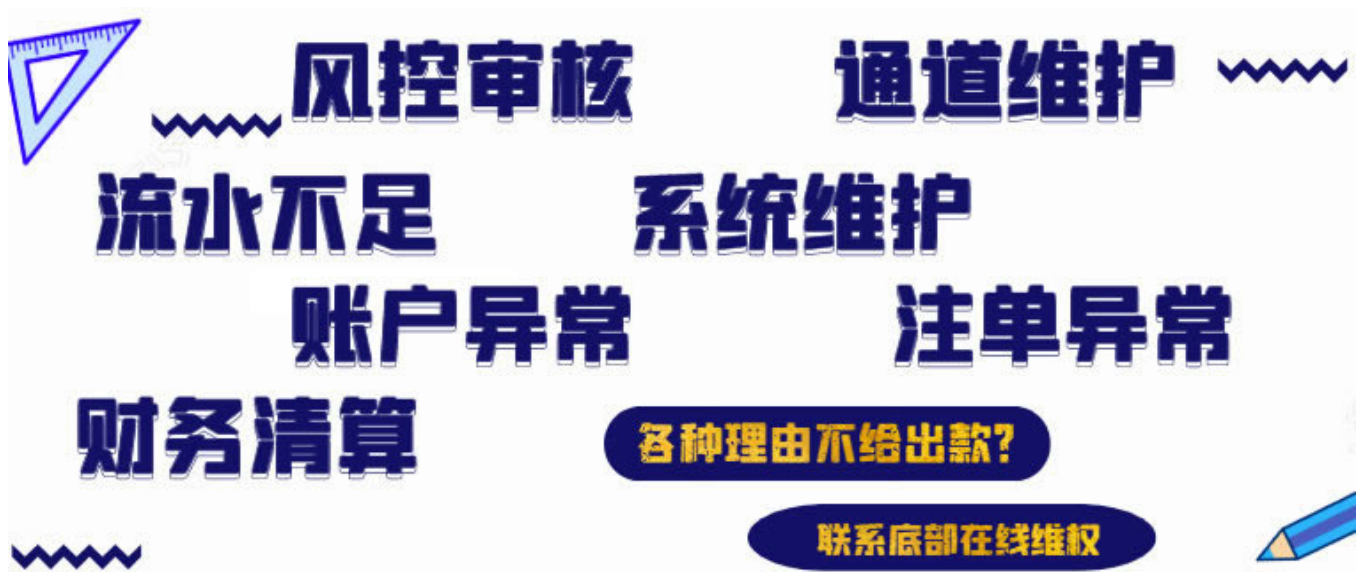 风控审核 通道维护
流水不足 系统维护
账户异常 注单异常
财务清算 各种理由不给出款?
联系底部在线维权